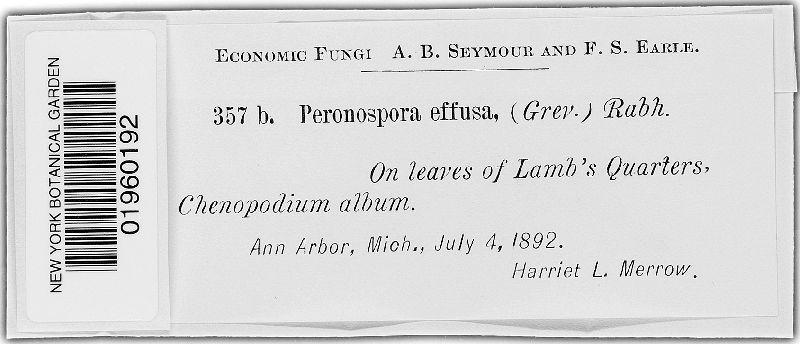 NEW YORK BOTANICAL GARDEN
01960192
ECONOMIC FUNGI A. B. SEYMOUR AND F. S. EARLE.
357 b. Peronospora effusa, (Grev.) Rabh.
On leaves of Lamb's Quarters,
Chenopodium album.
Ann Arbor, Mich., July 4, 1892.
Harriet L. Merrow.